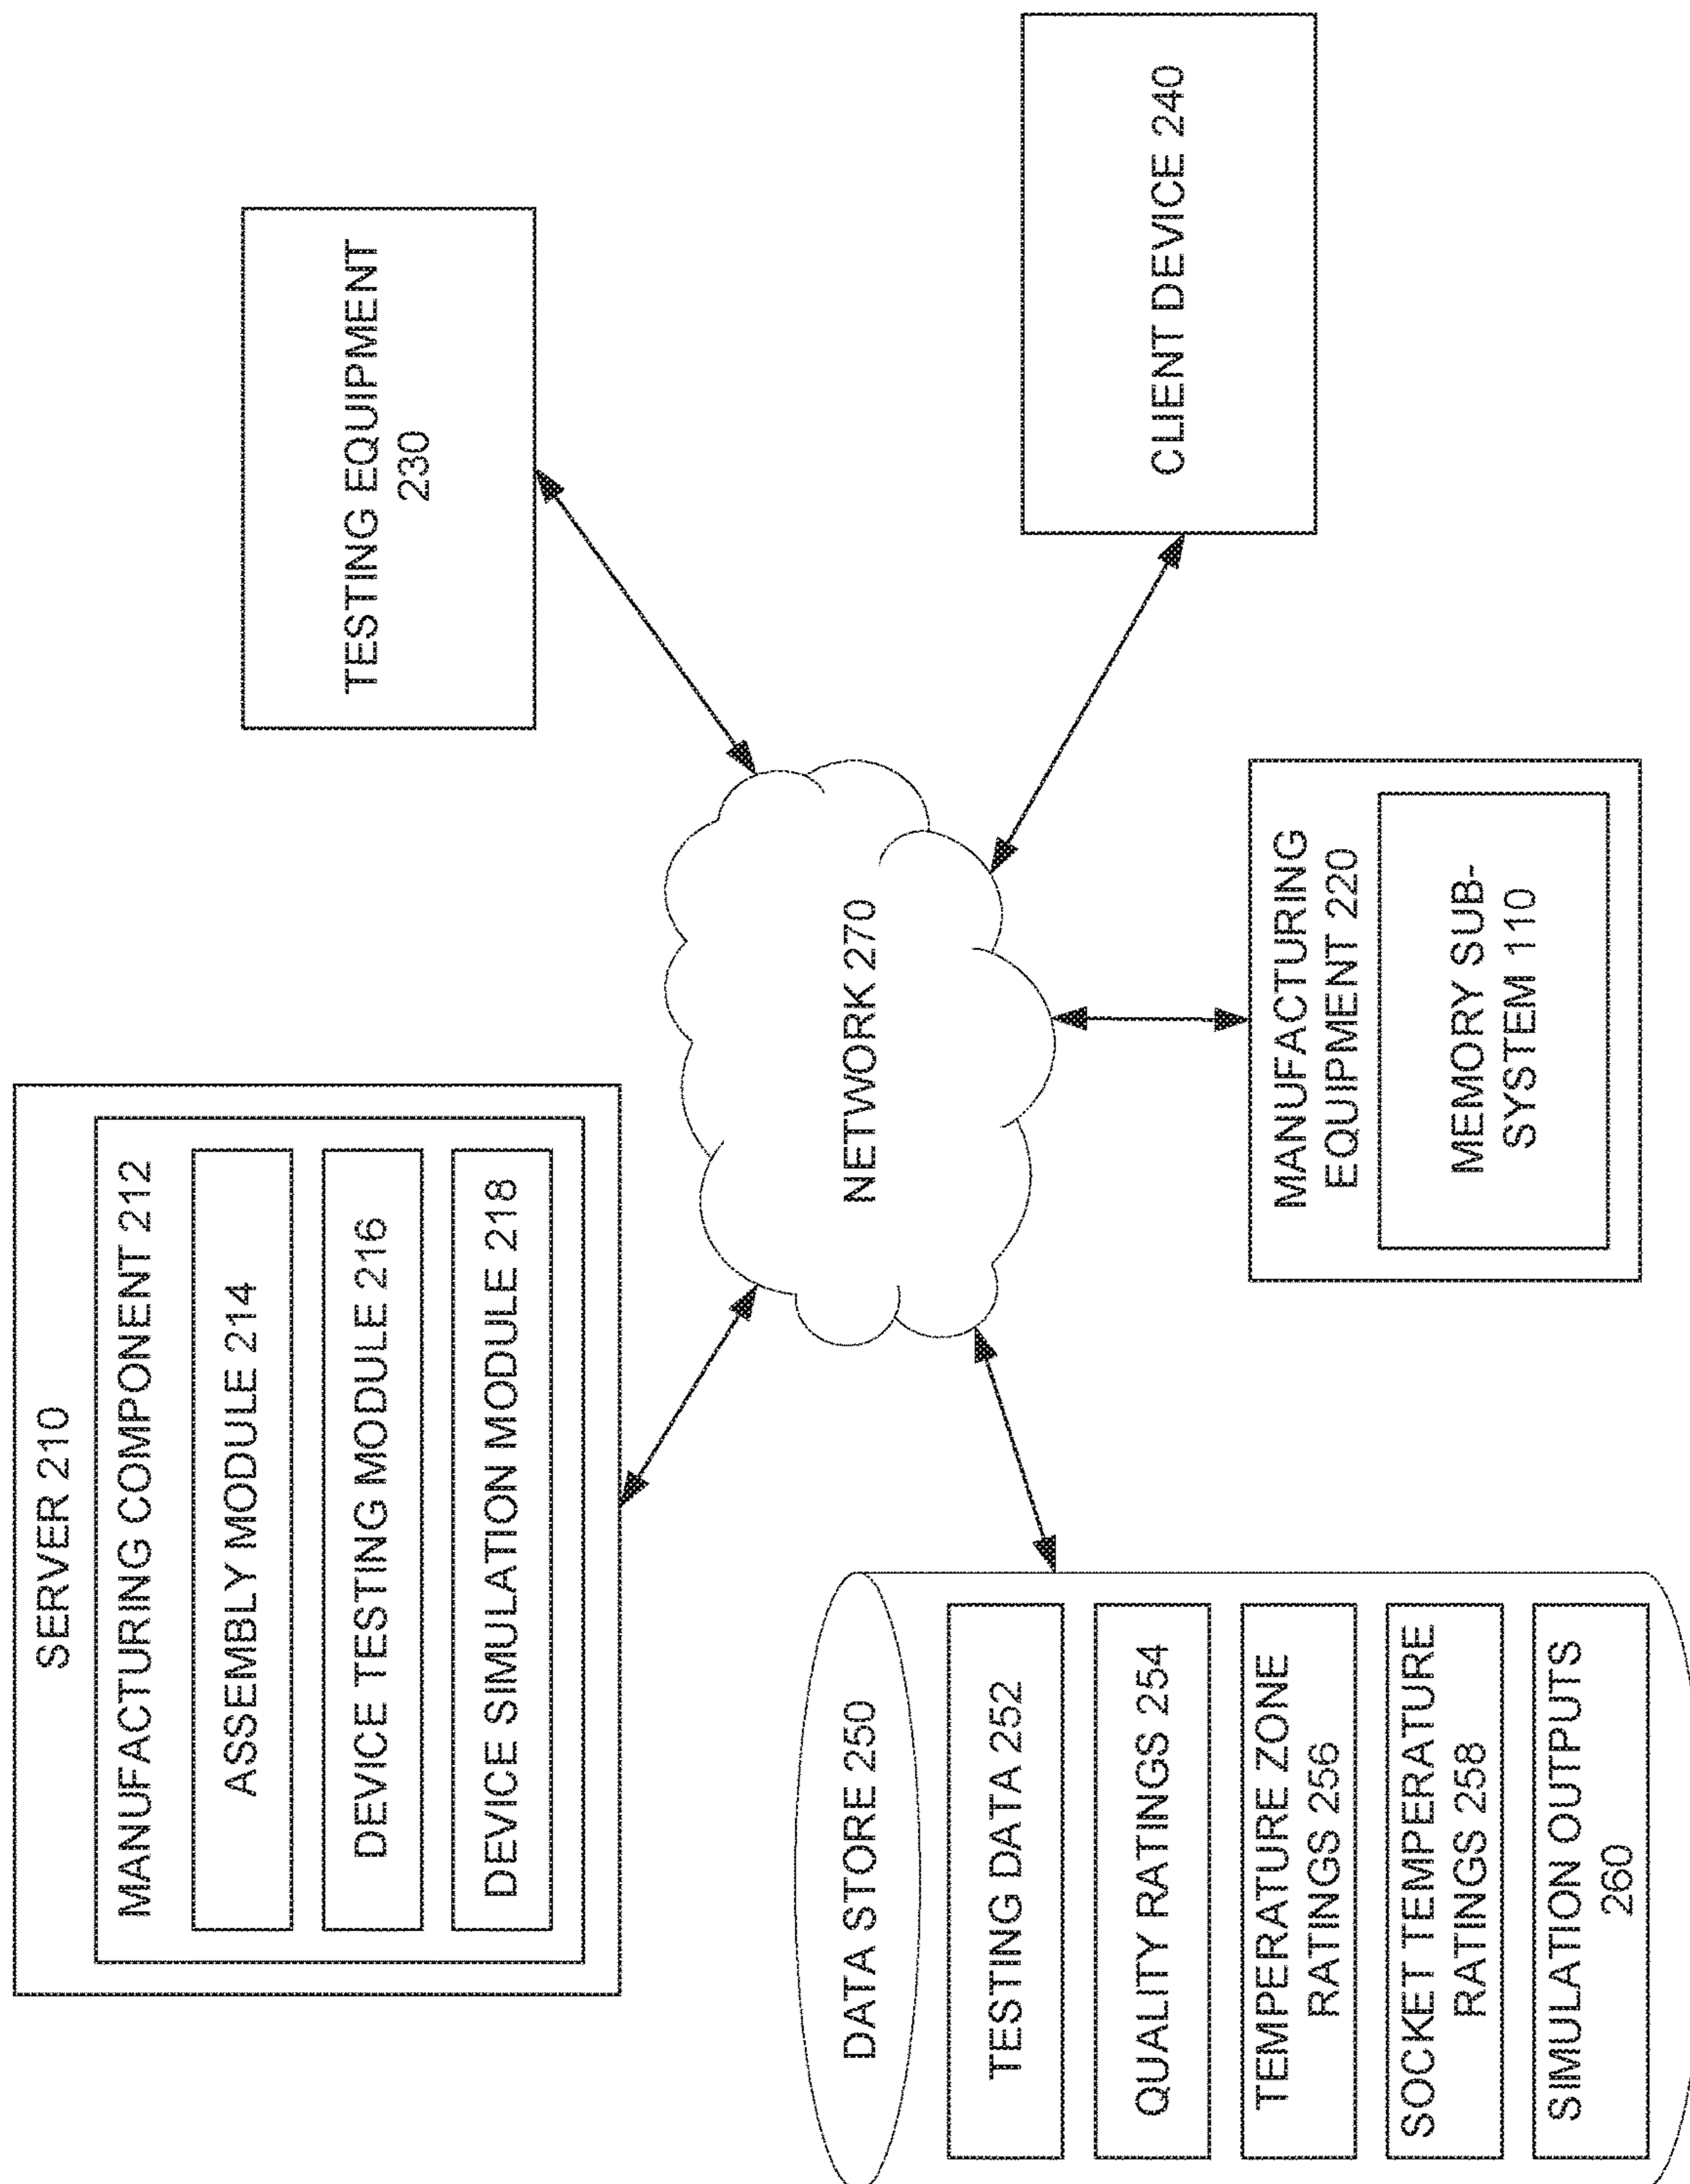 SERVER 210
MANUFACTURING COMPONENT 212
ASSEMBLY MODULE 214
DEVICE TESTING MODULE 216
DEVICE SIMULATION MODULE 218
TESTING EQUIPMENT
230
NETWORK 270
CLIENT DEVICE 240
DATA STORE 250
TESTING DATA 252
QUALITY RATINGS 254
TEMPERATURE ZONE
RATINGS 256
SOCKET TEMPERATURE
RATINGS 258
SIMULATION OUTPUTS
260
MANUFACTURING
EQUIPMENT 220
MEMORY SUB-
SYSTEM 110